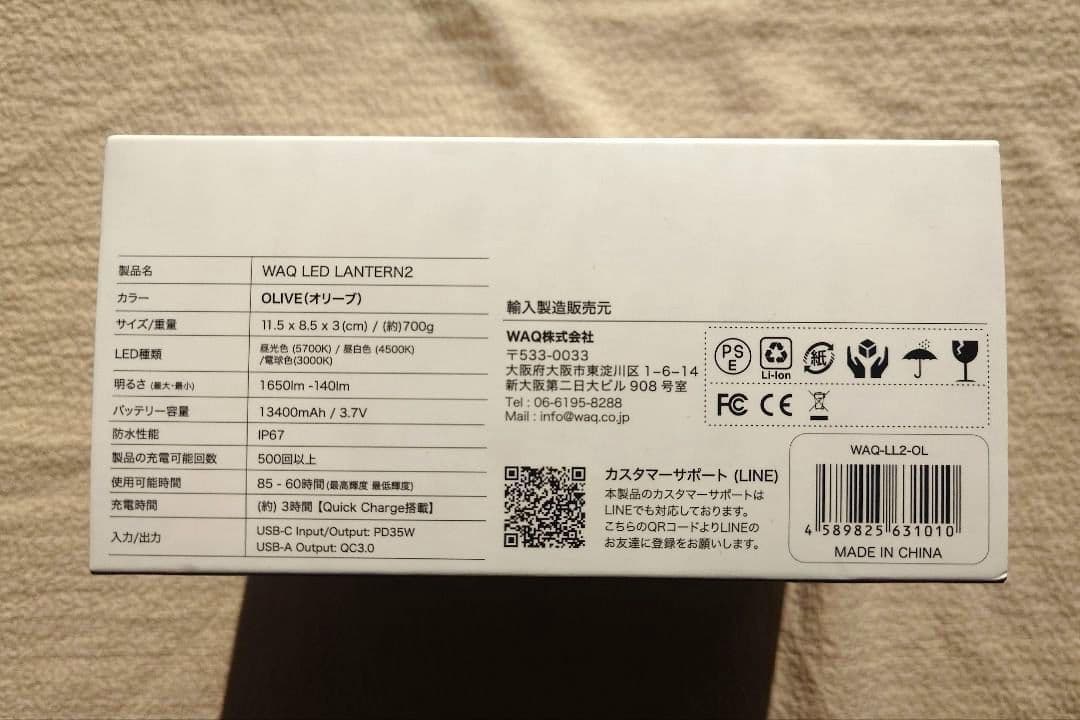 製品名 WAQ LED LANTERN2
カラー OLIVE(オリーブ)
サイズ/重量 11.5 x 8.5 x 3(cm) / (約)700g
LED種類 昼光色 (5700K) / 昼白色 (4500K)
/電球色(3000K)
明るさ (最大・最小) 1650lm -140lm
バッテリー容量 13400mAh / 3.7V
防水性能 IP67
製品の充電可能回数 500回以上
使用可能時間 85 - 60時間 (最高輝度 最低輝度)
充電時間 (約) 3時間【Quick Charge搭載】
入力/出力 USB-C Input/Output: PD35W
USB-A Output: QC3.0
輸入製造販売元
WAQ株式会社
〒533-0033
大阪府大阪市東淀川区 1-6-14
新大阪第二日大ビル 908 号室
Tel : 06-6195-8288
Mail : info@waq.co.jp
PSE
Li-Ion
紙
FC CE
カスタマーサポート (LINE)
本製品のカスタマーサポートは
LINEでも対応しております。
こちらのQRコードよりLINEの
お友達に登録をお願いします。
WAQ-LL2-OL
4 589825 631010
MADE IN CHINA